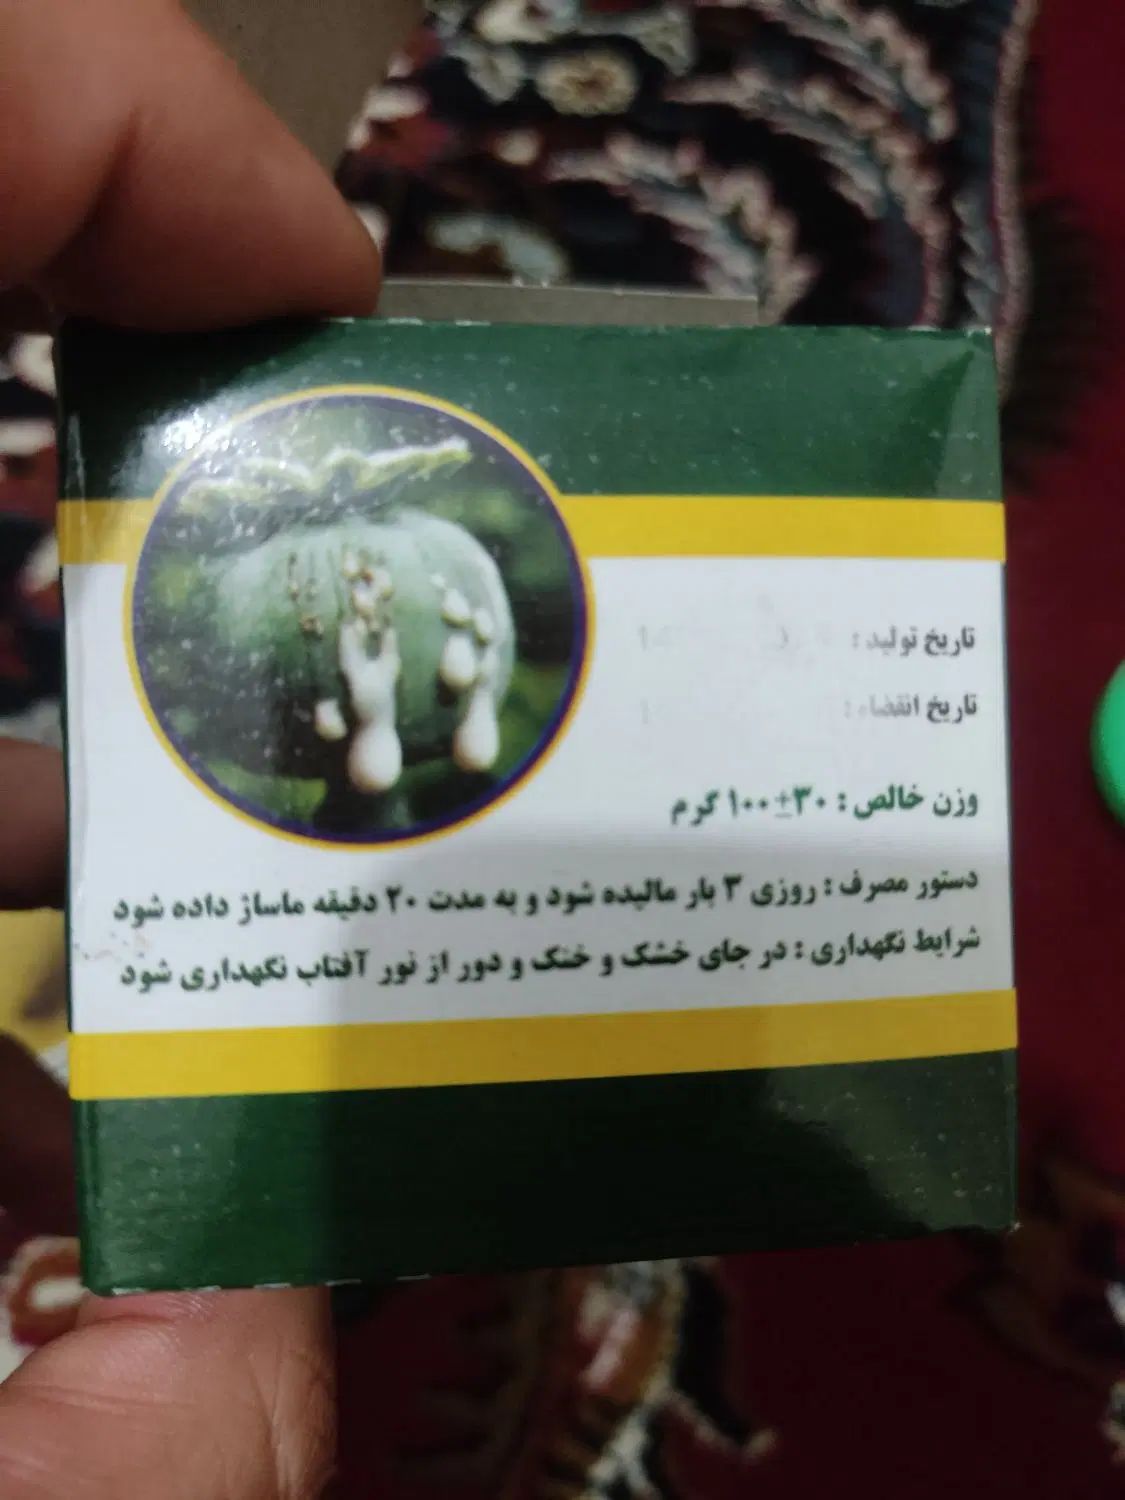 تاریخ تولید :
تاریخ انقضاء :
وزن خالص : ۳۰±۱۰۰ گرم
دستور مصرف : روزی ۳ بار مالیده شود و به مدت ۲۰ دقیقه ماساژ داده شود
شرایط نگهداری : در جای خشک و خنک و دور از نور آفتاب نگهداری شود